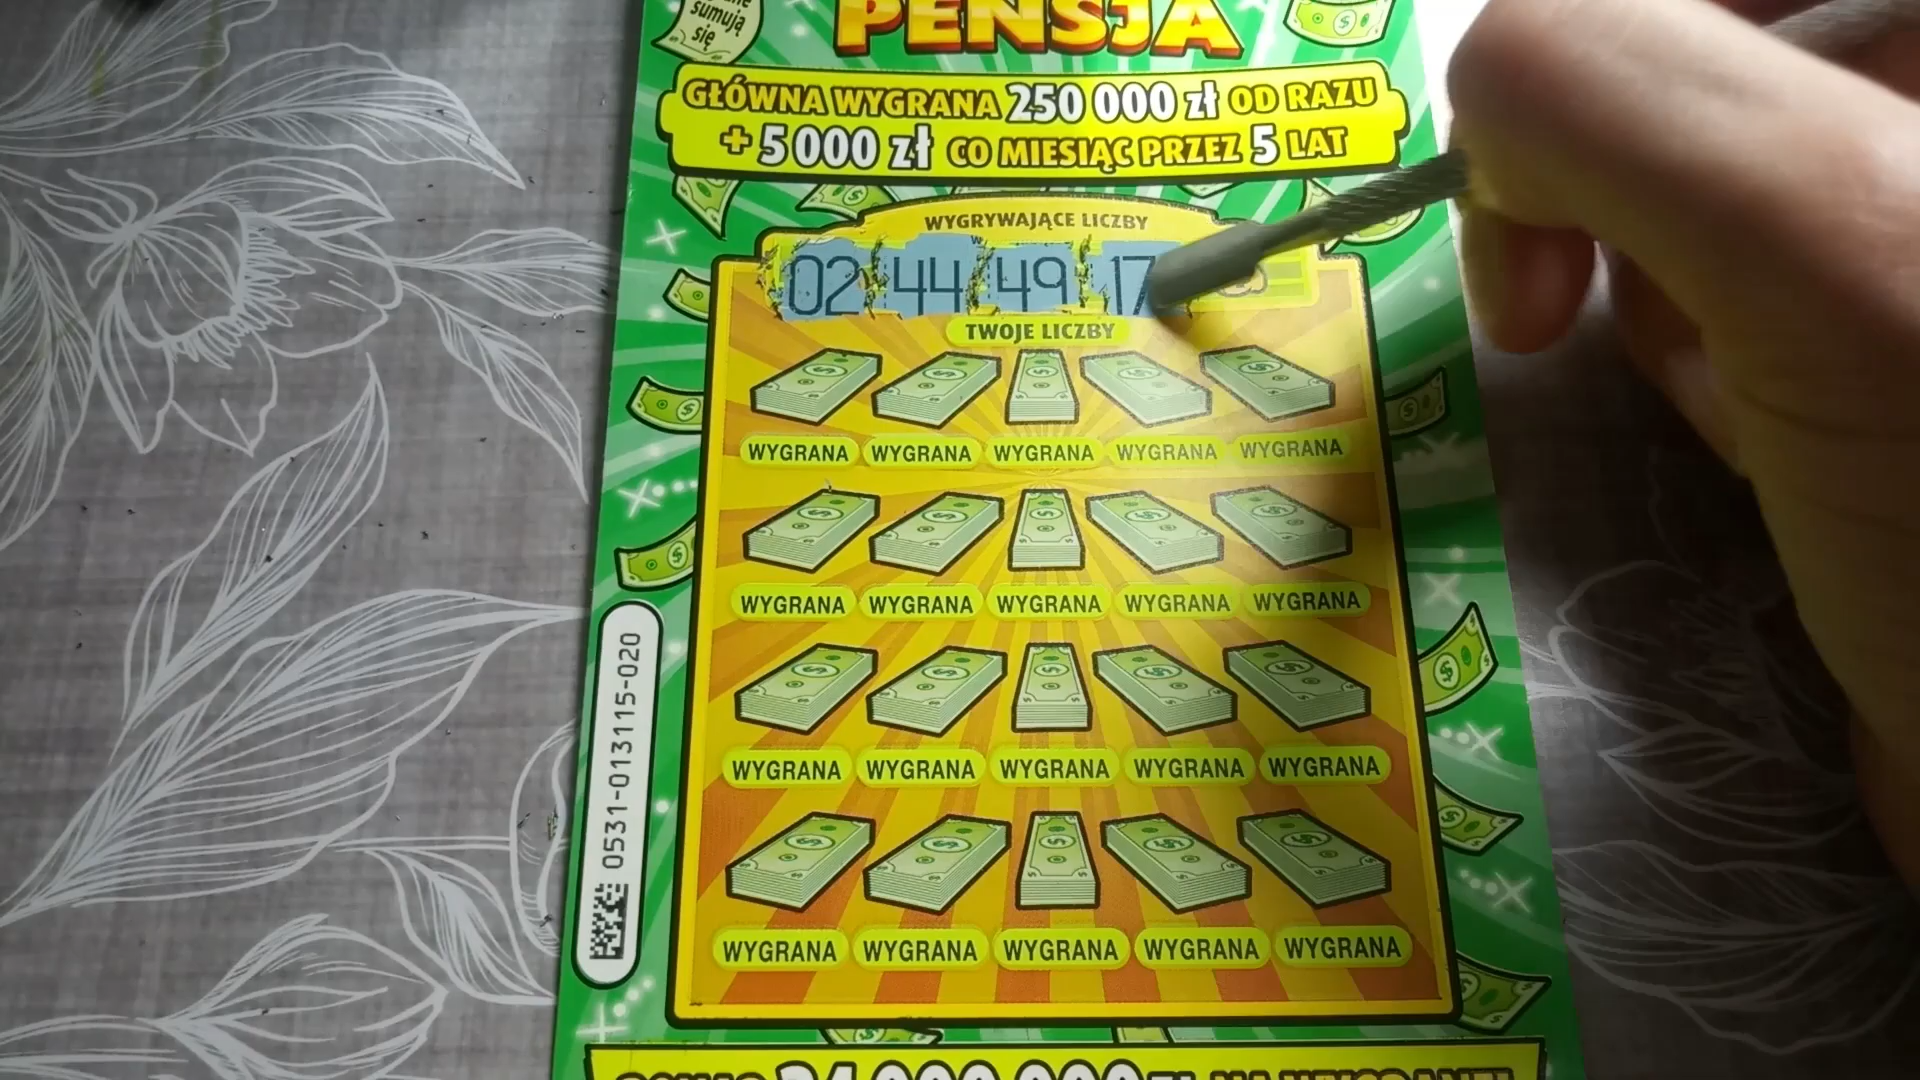 sumują
się
PENSJA
GŁÓWNA WYGRANA 250 000 zł OD RAZU
+ 5000 zł CO MIESIĄC PRZEZ 5 LAT
WYGRYWAJĄCE LICZBY
02 44 49 17
TWOJE LICZBY
WYGRANA WYGRANA WYGRANA WYGRANA WYGRANA
WYGRANA WYGRANA WYGRANA WYGRANA WYGRANA
WYGRANA WYGRANA WYGRANA WYGRANA WYGRANA
WYGRANA WYGRANA WYGRANA WYGRANA WYGRANA
0531-013115-020